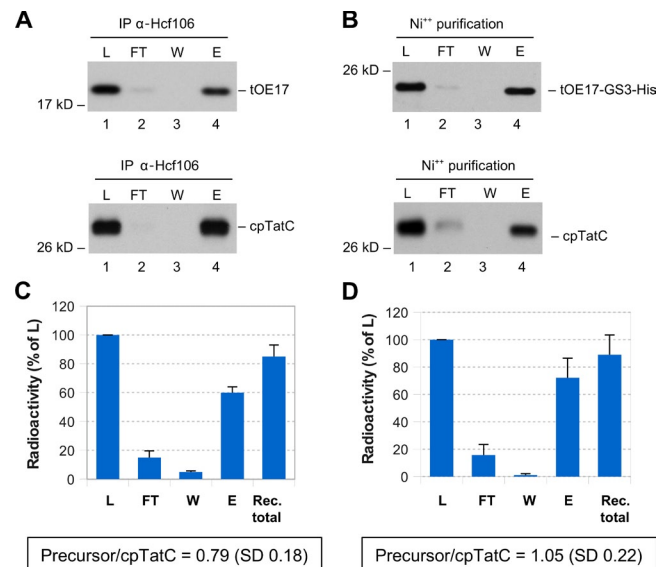 A
IP α-Hcf106
L FT W E
17 kD
tOE17
1 2 3 4
IP α-Hcf106
L FT W E
26 kD
cpTatC
1 2 3 4
B
Ni⁺⁺ purification
L FT W E
26 kD
tOE17-GS3-His
1 2 3 4
Ni⁺⁺ purification
L FT W E
26 kD
cpTatC
1 2 3 4
C
Radioactivity (% of L)
120
100
80
60
40
20
0
L FT W E Rec.
total
Precursor/cpTatC = 0.79 (SD 0.18)
D
Radioactivity (% of L)
120
100
80
60
40
20
0
L FT W E Rec.
total
Precursor/cpTatC = 1.05 (SD 0.22)